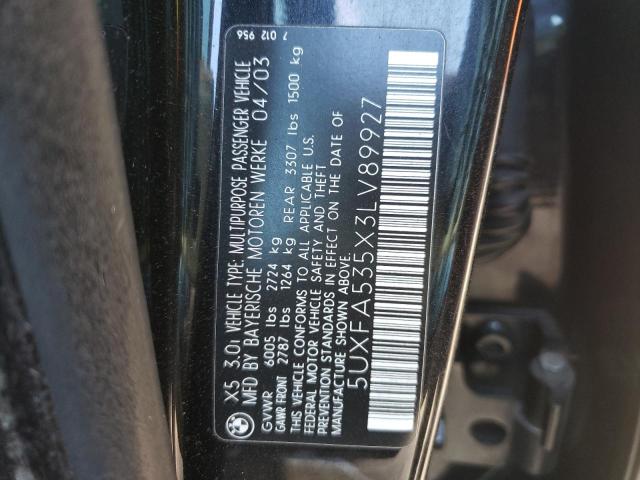 7 012 956
X5 3.0i VEHICLE TYPE: MULTIPURPOSE PASSENGER VEHICLE
MFD BY BAYERISCHE MOTOREN WERKE 04/03
GVWR 6005 lbs 2724 kg
GAWR FRONT 2787 lbs 1264 kg REAR 3307 lbs 1500 kg
THIS VEHICLE CONFORMS TO ALL APPLICABLE U.S.
FEDERAL MOTOR VEHICLE SAFETY AND THEFT
PREVENTION STANDARDS IN EFFECT ON THE DATE OF
MANUFACTURE SHOWN ABOVE.
5UXFA535X3LV89927